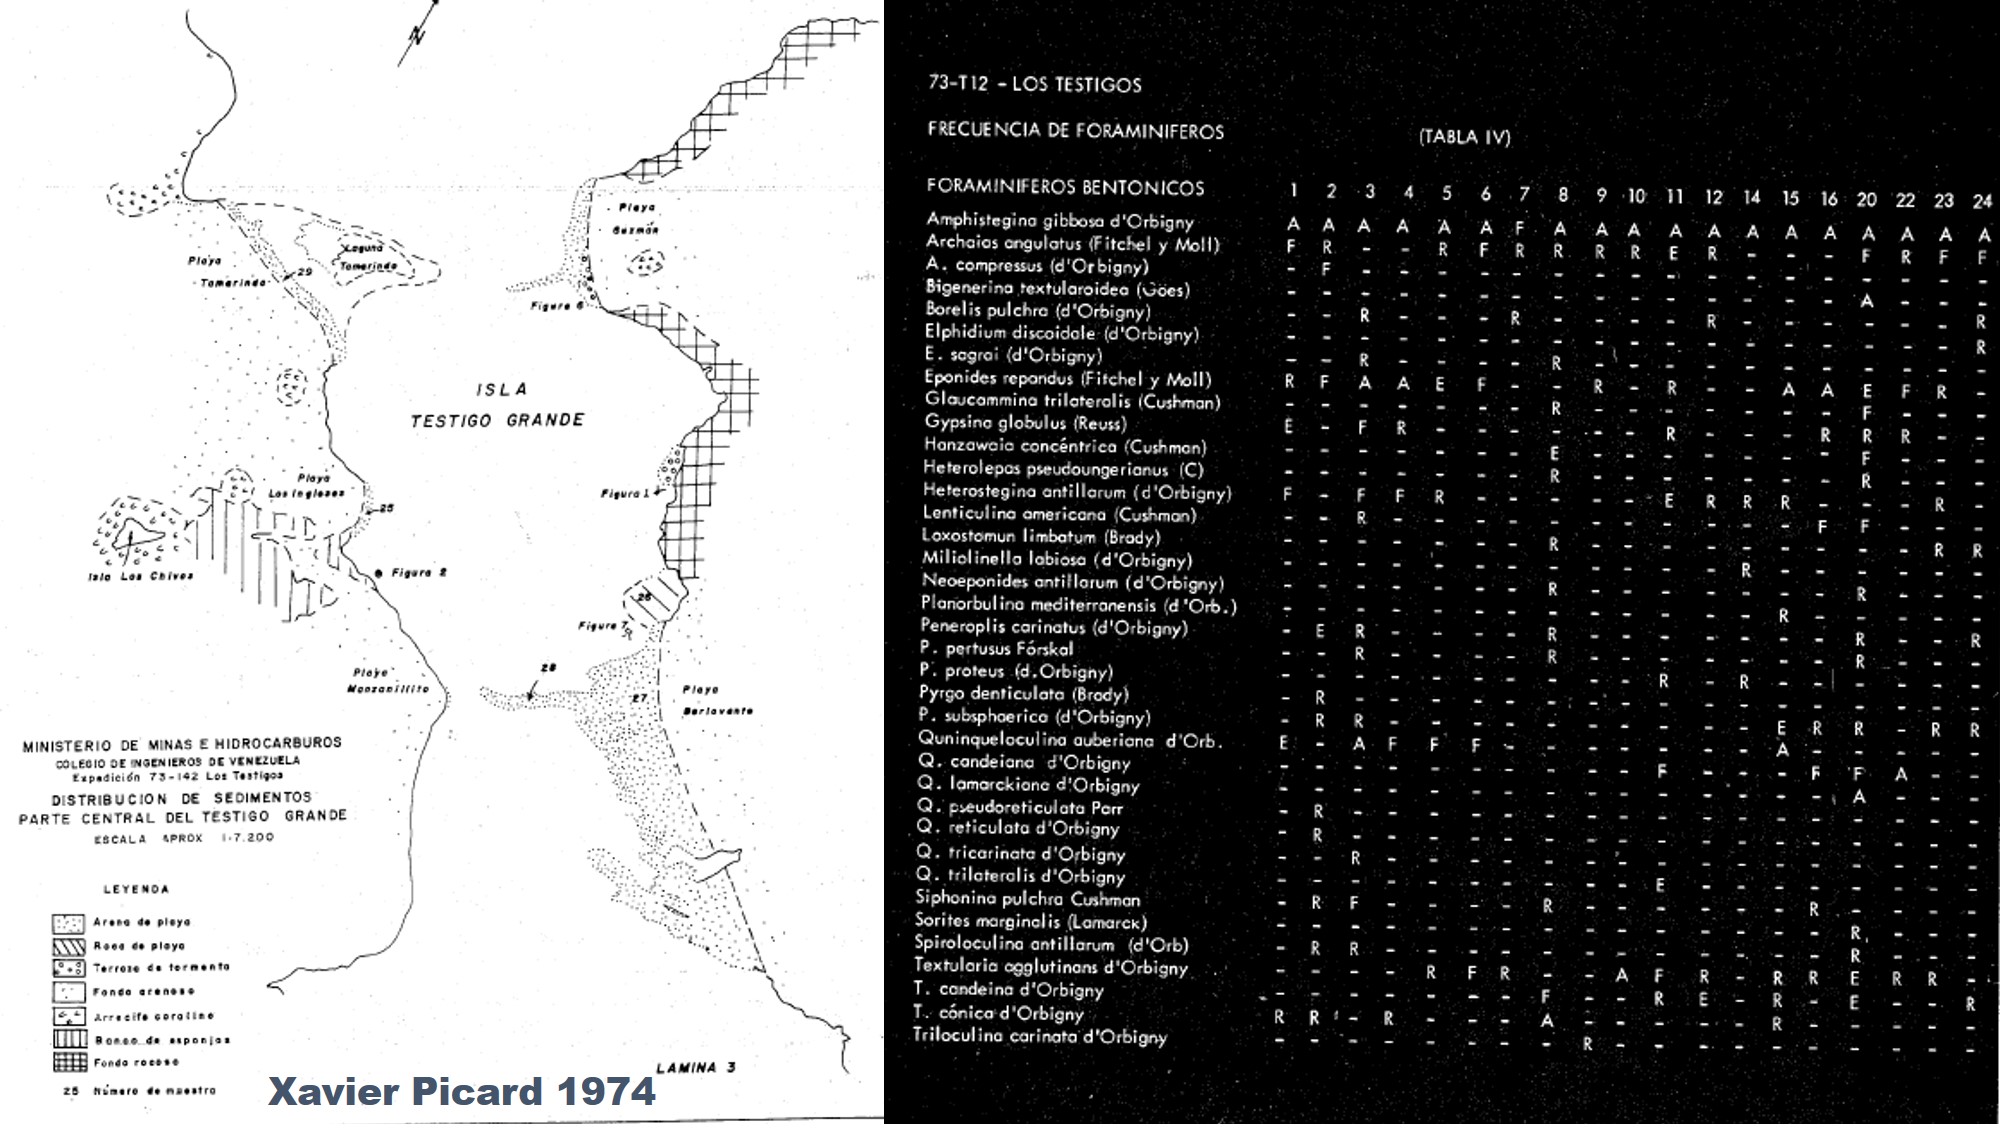 N
Playa
Guzmán
Laguna
Tamarindo
Playa
Tamarindo
29
Figura 6
ISLA
TESTIGO GRANDE
Playa
Los Ingleses
25
Figura 1
Isla Los Chivos
Figura 2
26
Figura 7
28
27
Playa
Manzanillito
Playa
Barlovento
MINISTERIO DE MINAS E HIDROCARBUROS
COLEGIO DE INGENIEROS DE VENEZUELA
Expedición 73-142 Los Testigos
DISTRIBUCION DE SEDIMENTOS
PARTE CENTRAL DEL TESTIGO GRANDE
ESCALA APROX 1-7.200
LEYENDA
Arena de playa
Roca de playa
Terraza de tormenta
Fondo arenoso
Arrecife coralino
Banco de esponjas
Fondo rocoso
25 Número de muestra
LAMINA 3
Xavier Picard 1974
73-T12 - LOS TESTIGOS
FRECUENCIA DE FORAMINIFEROS (TABLA IV)
FORAMINIFEROS BENTONICOS 1 2 3 4 5 6 7 8 9 10 11 12 14 15 16 20 22 23 24
Amphistegina gibbosa d'Orbigny A A A A A A F A A A A A A A A A A A A
Archaias angulatus (Fitchel y Moll) F R - - R F R R R R E R - - - F R F F
A. compressus (d'Orbigny) - F - - - - - - - - - - - - - - - - -
Bigenerina textularoidea (Göes) - - - - - - - - - - - - - - - A - - -
Borelis pulchra (d'Orbigny) - - R - - - R - - - - R - - - - - - R
Elphidium discoidale (d'Orbigny) - - - - - - - - - - - - - - - - - - R
E. sagrai (d'Orbigny) - - R - - - - R - - - - - - - - - - -
Eponides repandus (Fitchel y Moll) R F A A E F - - R - R - - A A E F R -
Glaucammina trilateralis (Cushman) - - - - - - - R - - - - - - - F - - -
Gypsina globulus (Reuss) E - F R - - - - - - R - - - R R R - -
Hanzawaia concéntrica (Cushman) - - - - - - - E - - - - - - - F - - -
Heterolepas pseudoungerianus (C) - - - - - - - R - - - - - - - R - - -
Heterostegina antillarum (d'Orbigny) F - F F R - - - - - E R R R - - - R -
Lenticulina americana (Cushman) - - R - - - - - - - - - - - F F - - -
Loxostomun limbatum (Brady) - - - - - - - R - - - - - - - - - R R
Miliolinella labiosa (d'Orbigny) - - - - - - - - - - - - R - - - - - -
Neoeponides antillarum (d'Orbigny) - - - - - - - R - - - - - - - R - - -
Planorbulina mediterranensis (d'Orb.) - - - - - - - - - - - - - R - - - - -
Peneroplis carinatus (d'Orbigny) - E R - - - - R - - - - - - - R - - R
P. pertusus Fórskal - - R - - - - R - - - - - - - R - - -
P. proteus (d.Orbigny) - - - - - - - - - - R - R - - - - - -
Pyrgo denticulata (Brady) - R - - - - - - - - - - - - - - - - -
P. subsphaerica (d'Orbigny) - R R - - - - - - - - - - E R R - R R
Quninqueloculina auberiana d'Orb. E - A F F F - - - - - - - A - - - - -
Q. candeiana d'Orbigny - - - - - - - - - - F - - - F F A - -
Q. lamarckiana d'Orbigny - - - - - - - - - - - - - - - A - - -
Q. pseudoreticulata Parr - R - - - - - - - - - - - - - - - - -
Q. reticulata d'Orbigny - R - - - - - - - - - - - - - - - - -
Q. tricarinata d'Orbigny - - R - - - - - - - - - - - - - - - -
Q. trilateralis d'Orbigny - - - - - - - - - - E - - - - - - - -
Siphonina pulchra Cushman - R F - - - - R - - - - - - R - - - -
Sorites marginalis (Lamarck) - - - - - - - - - - - - - - - R - - -
Spiroloculina antillarum (d'Orb) - R R - - - - - - - - - - - - R - - -
Textularia agglutinans d'Orbigny - - - - R F R - - A F R - R R E R R -
T. candeina d'Orbigny - - - - - - - F - - R E - R - E - - R
T. cónica d'Orbigny R R - R - - - A - - - - - R - - - - -
Triloculina carinata d'Orbigny - - - - - - - - R - - - - - - - - - -